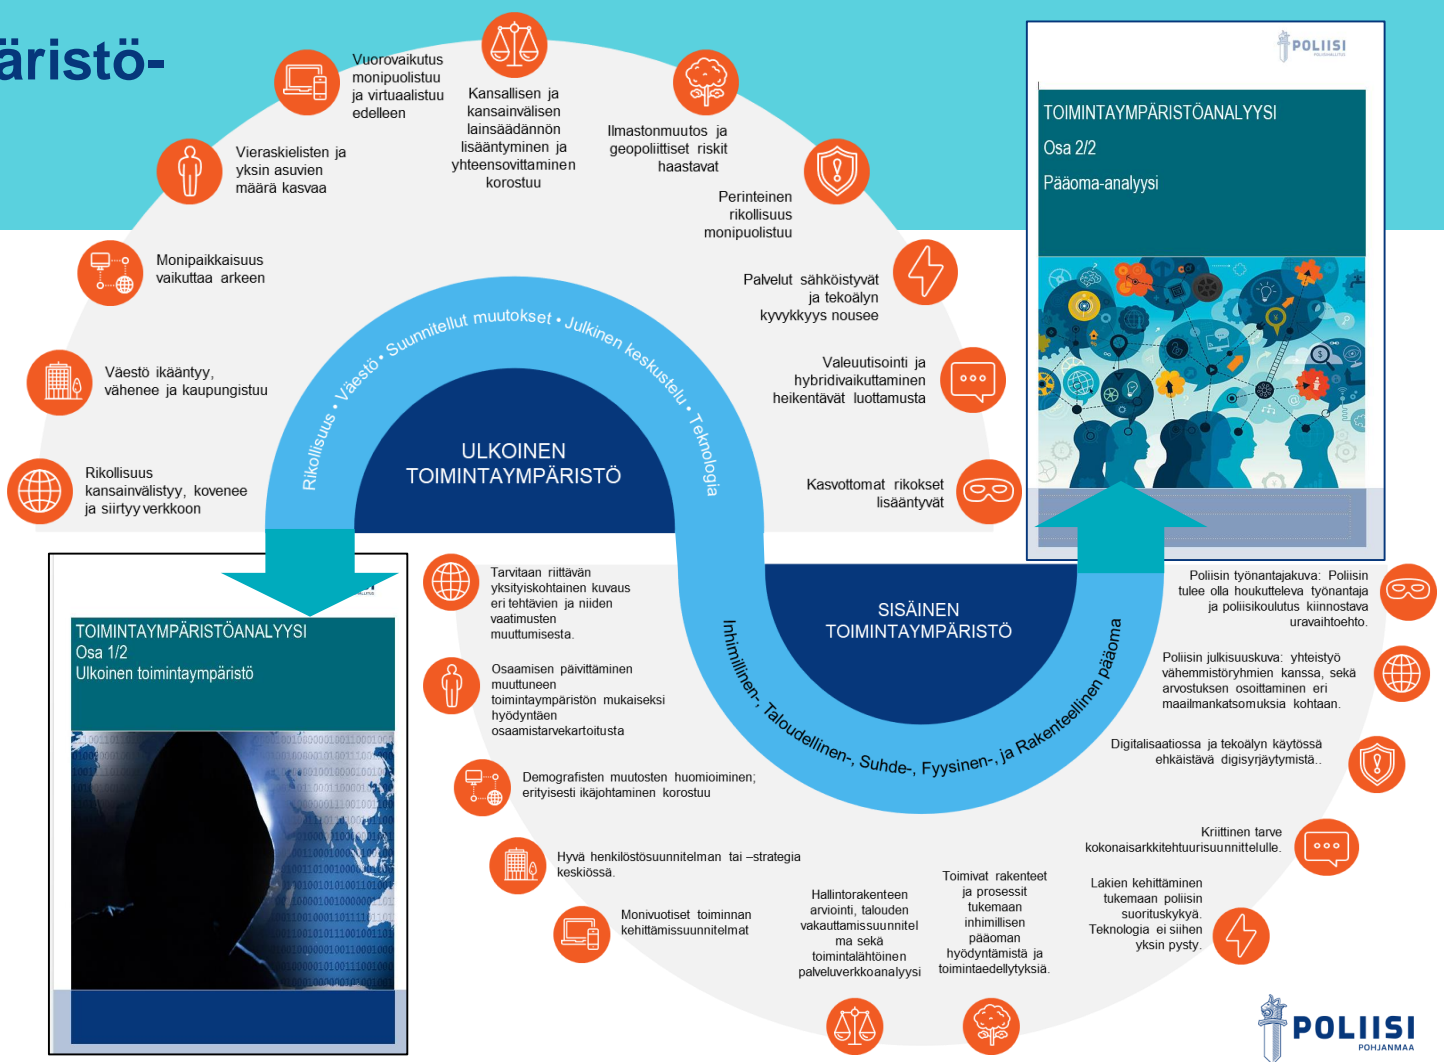 äristö-
Vuorovaikutus
monipuolistuu
ja virtuaalistuu
edelleen
Kansallisen ja
kansainvälisen
lainsäädännön
lisääntyminen ja
yhteensovittaminen
korostuu
Ilmastonmuutos ja
geopoliittiset riskit
haastavat
Vieraskielisten ja
yksin asuvien
määrä kasvaa
Perinteinen
rikollisuus
monipuolistuu
Monipaikkaisuus
vaikuttaa arkeen
Palvelut sähköistyvät
ja tekoälyn
kyvykkyys nousee
Väestö ikääntyy,
vähenee ja kaupungistuu
Valeuutisointi ja
hybridivaikuttaminen
heikentävät luottamusta
Rikollisuus
kansainvälistyy, kovenee
ja siirtyy verkkoon
Kasvottomat rikokset
lisääntyvät
Rikollisuus • Väestö • Suunnitellut muutokset • Julkinen keskustelu • Teknologia
ULKOINEN
TOIMINTAYMPÄRISTÖ
POLIISI
TOIMINTAYMPÄRISTÖANALYYSI
Osa 2/2
Pääoma-analyysi
TOIMINTAYMPÄRISTÖANALYYSI
Osa 1/2
Ulkoinen toimintaympäristö
SISÄINEN
TOIMINTAYMPÄRISTÖ
Inhimillinen-, Taloudellinen-, Suhde-, Fyysinen-, ja Rakenteellinen pääoma
Tarvitaan riittävän
yksityiskohtainen kuvaus
eri tehtävien ja niiden
vaatimusten
muuttumisesta.
Osaamisen päivittäminen
muuttuneen
toimintaympäristön mukaiseksi
hyödyntäen
osaamistarvekartoitusta
Demografisten muutosten huomioiminen;
erityisesti ikäjohtaminen korostuu
Hyvä henkilöstösuunnitelman tai –strategia
keskiössä.
Monivuotiset toiminnan
kehittämissuunnitelmat
Hallintorakenteen
arviointi, talouden
vakauttamissuunnitel
ma sekä
toimintalähtöinen
palveluverkkoanalyysi
Toimivat rakenteet
ja prosessit
tukemaan
inhimillisen
pääoman
hyödyntämistä ja
toimintaedellytyksiä.
Poliisin työnantajakuva: Poliisin
tulee olla houkutteleva työnantaja
ja poliisikoulutus kiinnostava
uravaihtoehto.
Poliisin julkisuuskuva: yhteistyö
vähemmistöryhmien kanssa, sekä
arvostuksen osoittaminen eri
maailmankatsomuksia kohtaan.
Digitalisaatiossa ja tekoälyn käytössä
ehkäistävä digisyrjäytymistä..
Kriittinen tarve
kokonaisarkkitehtuurisuunnittelulle.
Lakien kehittäminen
tukemaan poliisin
suorituskykyä.
Teknologia ei siihen
yksin pysty.
POLIISI
POHJANMAA